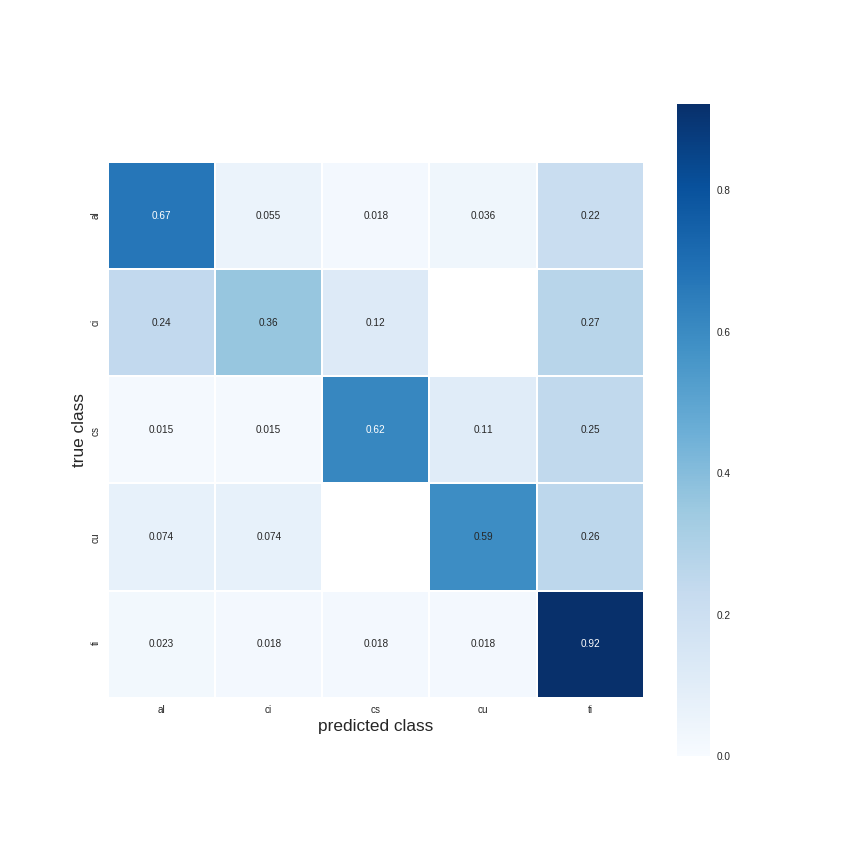 0.8
al 0.67 0.055 0.018 0.036 0.22
ci 0.24 0.36 0.12 0.27
0.6
true class
cs 0.015 0.015 0.62 0.11 0.25
0.4
cu 0.074 0.074 0.59 0.26
0.2
ti 0.023 0.018 0.018 0.018 0.92
al ci cs cu ti
predicted class
0.0